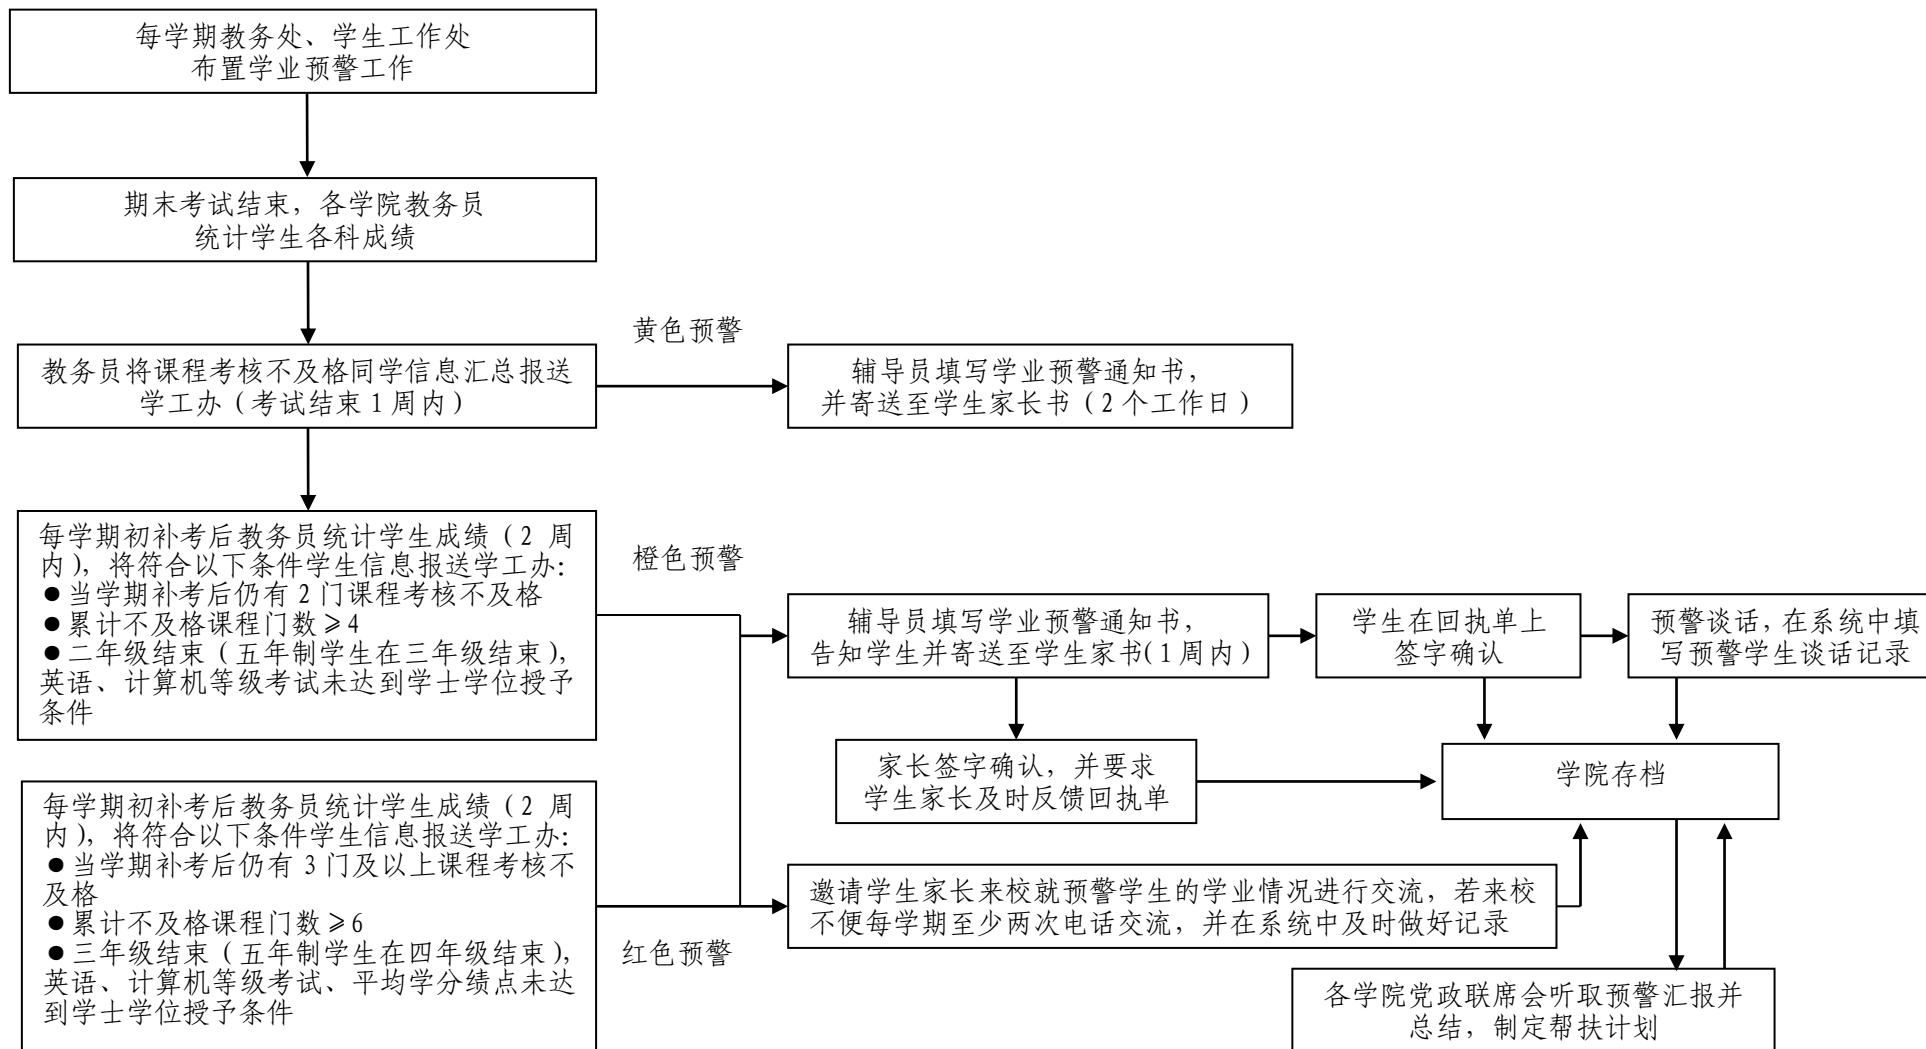 每学期教务处、学生工作处
布置学业预警工作
期末考试结束，各学院教务员
统计学生各科成绩
黄色预警
教务员将课程考核不及格同学信息汇总报送
学工办（考试结束1周内）
辅导员填写学业预警通知书，
并寄送至学生家长书（2个工作日）
每学期初补考后教务员统计学生成绩（2 周
内），将符合以下条件学生信息报送学工办：
●当学期补考后仍有2门课程考核不及格
●累计不及格课程门数≥4
●二年级结束（五年制学生在三年级结束），
英语、计算机等级考试未达到学士学位授予
条件
橙色预警
辅导员填写学业预警通知书，
告知学生并寄送至学生家书（1周内）
学生在回执单上
签字确认
预警谈话，在系统中填
写预警学生谈话记录
家长签字确认，并要求
学生家长及时反馈回执单
学院存档
每学期初补考后教务员统计学生成绩（2 周
内），将符合以下条件学生信息报送学工办：
●当学期补考后仍有 3 门及以上课程考核不
及格
●累计不及格课程门数≥6
●三年级结束（五年制学生在四年级结束），
英语、计算机等级考试、平均学分绩点未达
到学士学位授予条件
红色预警
邀请学生家长来校就预警学生的学业情况进行交流，若来校
不便每学期至少两次电话交流，并在系统中及时做好记录
各学院党政联席会听取预警汇报并
总结，制定帮扶计划